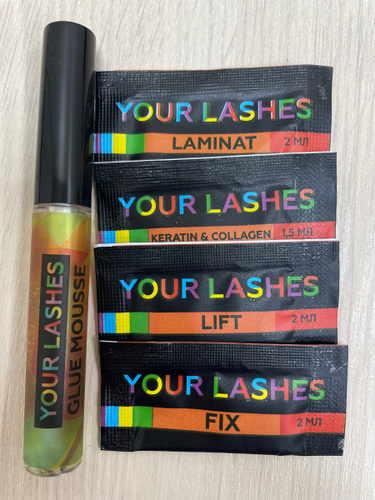 YOUR LASHES
GLUE MOUSSE
YOUR LASHES
LAMINAT
2 МЛ
YOUR LASHES
KERATIN & COLLAGEN
1,5 МЛ
YOUR LASHES
LIFT
2 МЛ
YOUR LASHES
FIX
2 МЛ